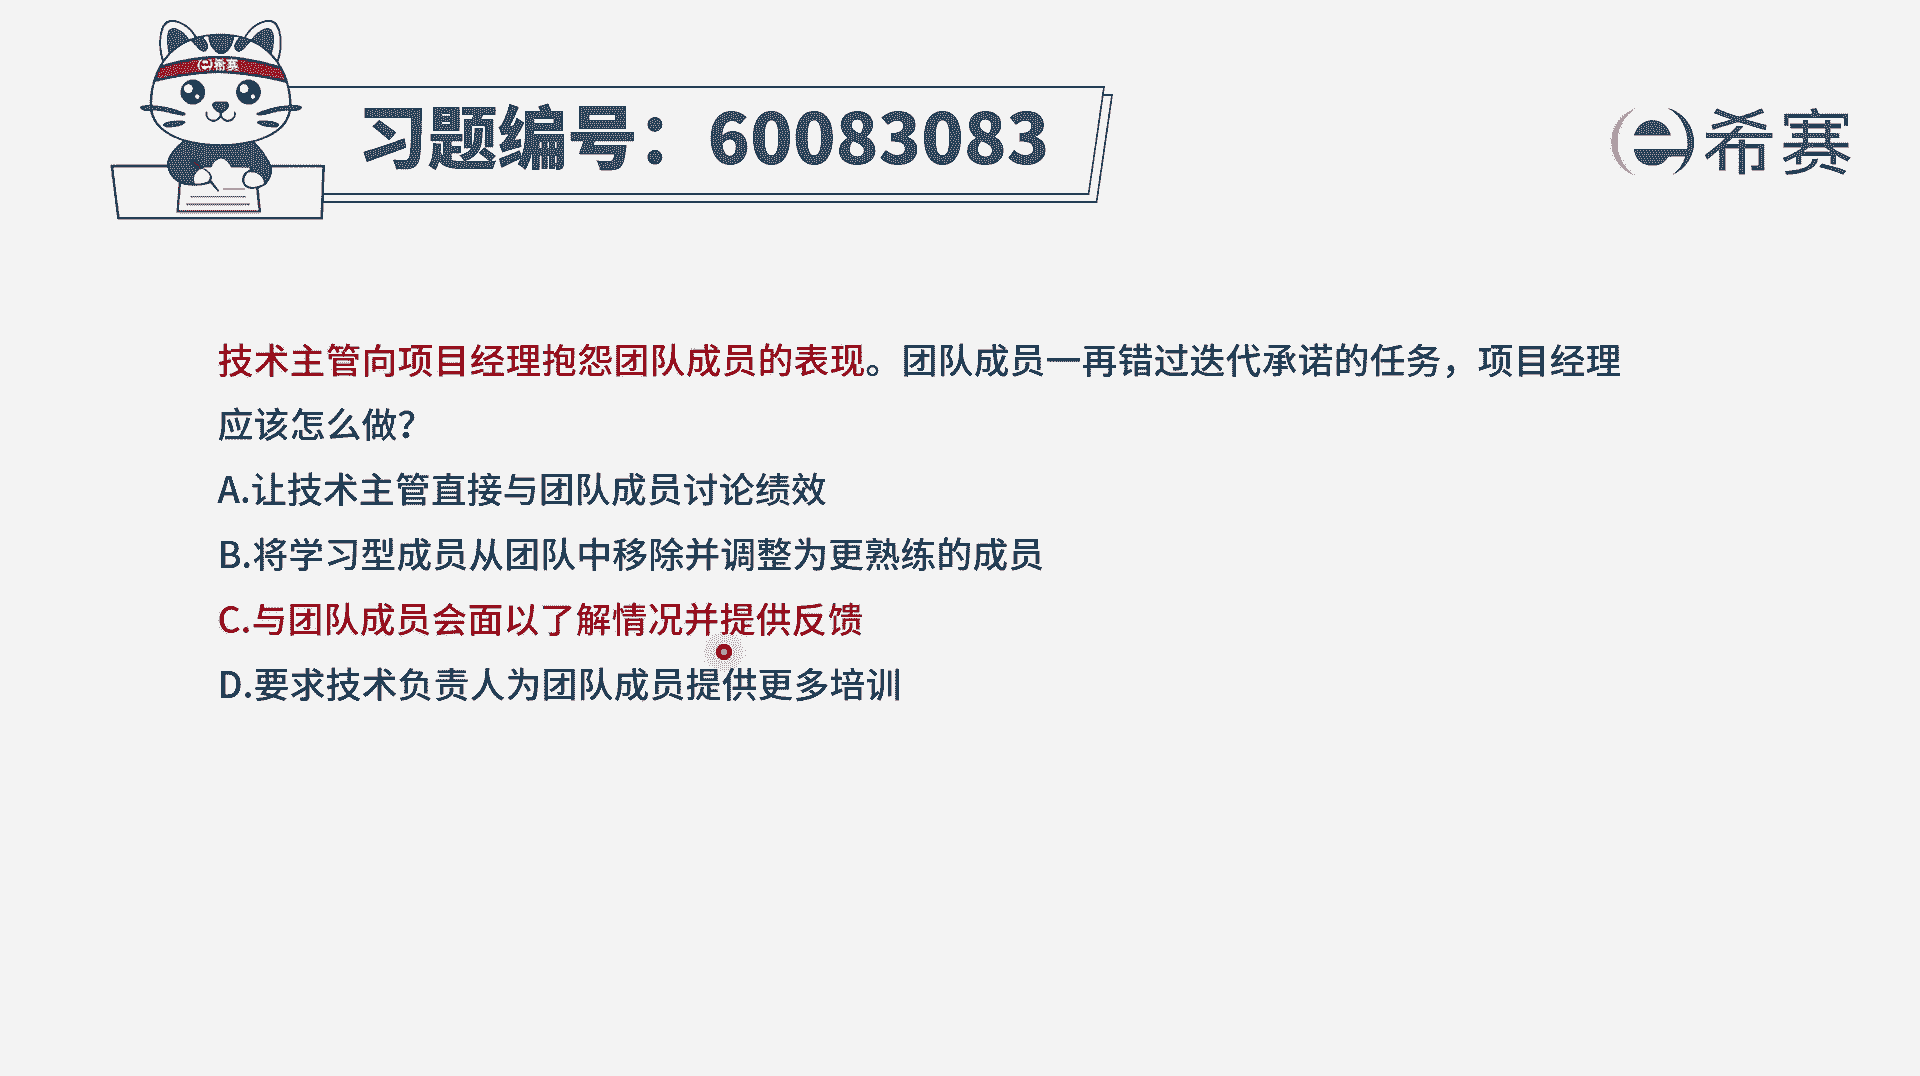 希赛
习题编号：60083083
希赛
技术主管向项目经理抱怨团队成员的表现。团队成员一再错过迭代承诺的任务，项目经理
应该怎么做？
A.让技术主管直接与团队成员讨论绩效
B.将学习型成员从团队中移除并调整为更熟练的成员
C.与团队成员会面以了解情况并提供反馈
D.要求技术负责人为团队成员提供更多培训